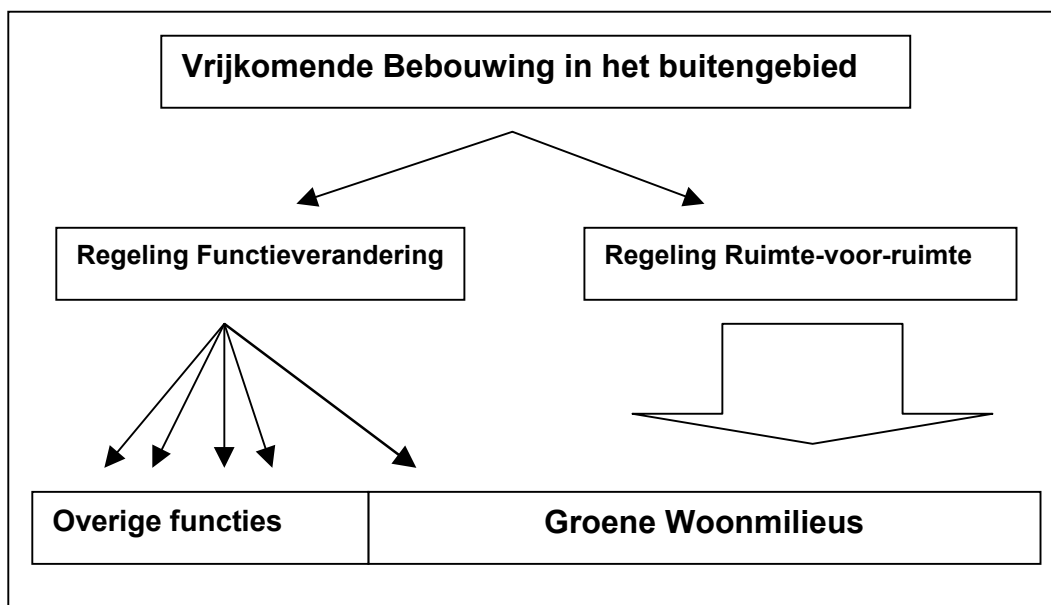 Vrijkomende Bebouwing in het buitengebied
Regeling Functieverandering
Regeling Ruimte-voor-ruimte
Overige functies
Groene Woonmilieus